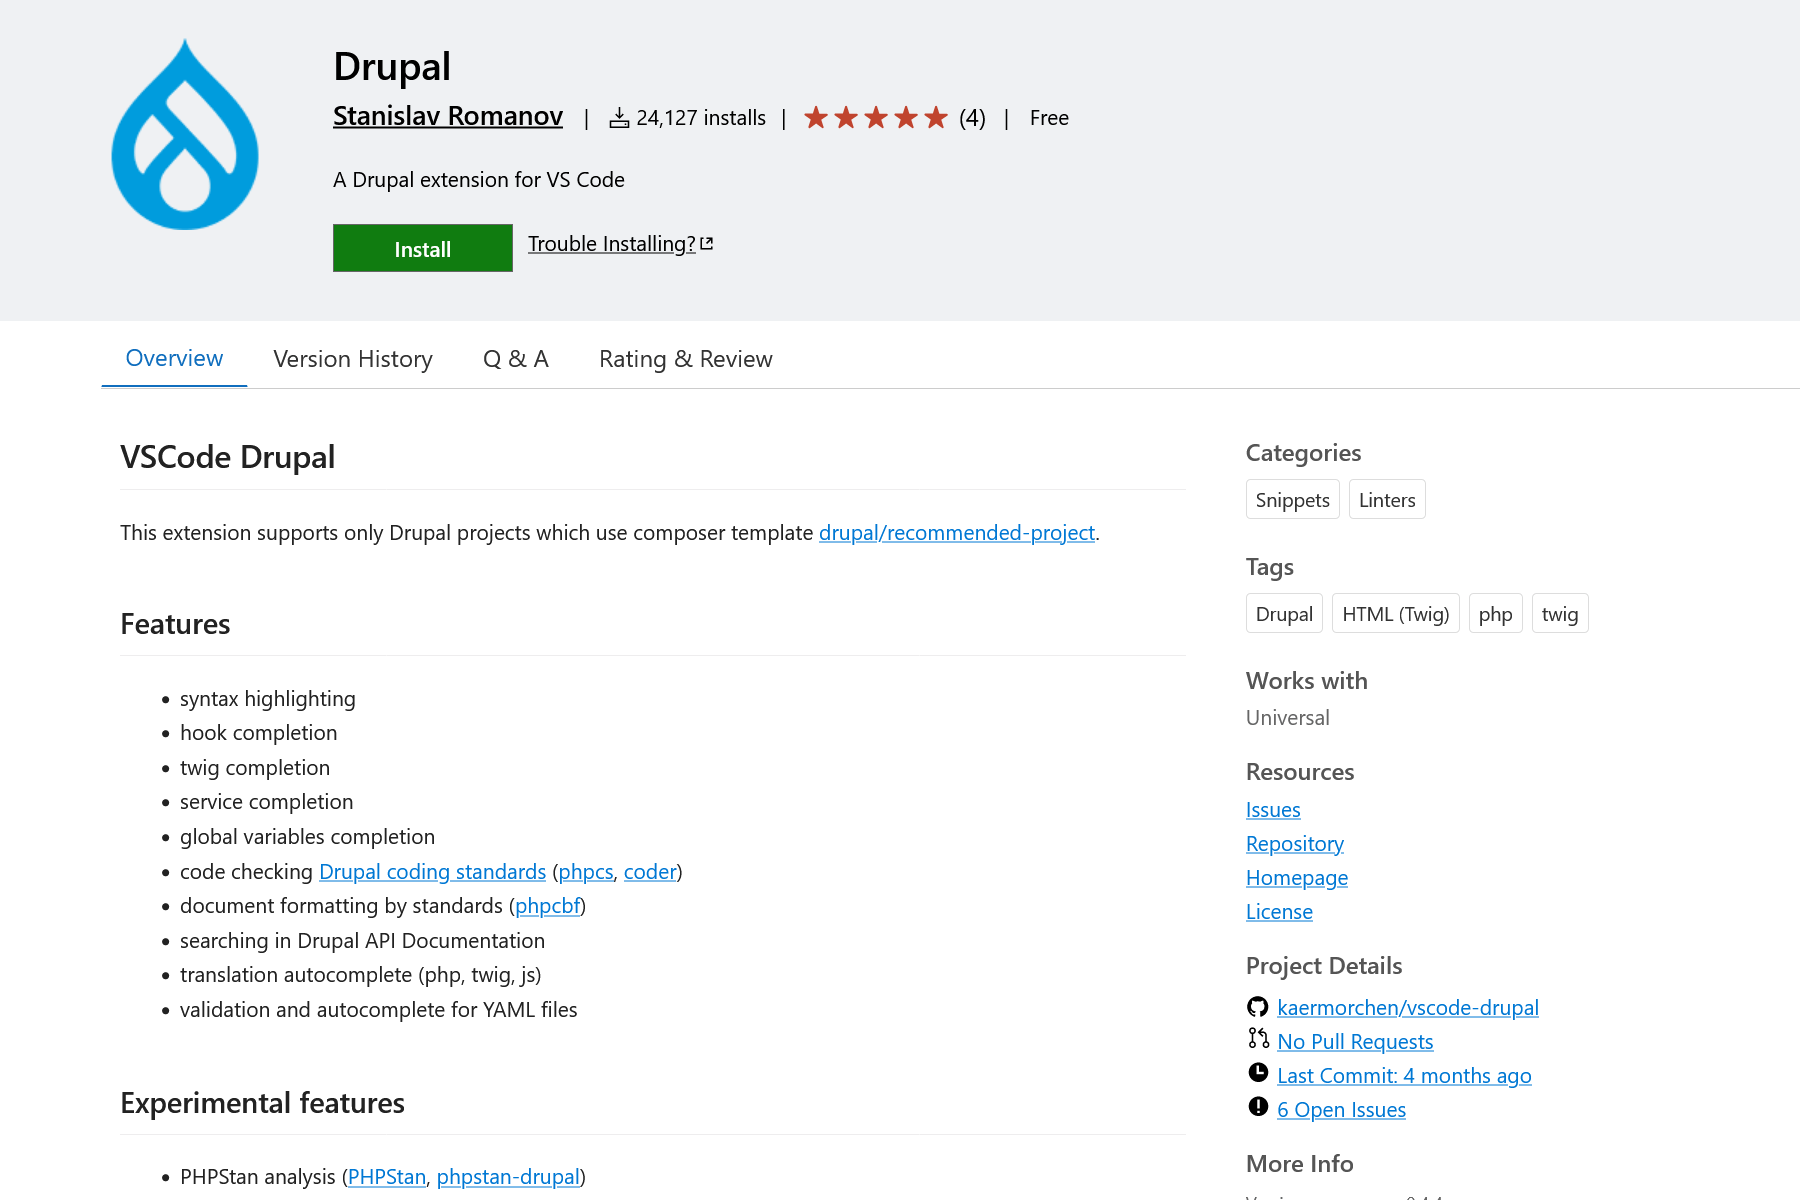 Drupal
Stanislav Romanov | 24,127 installs | (4) | Free
A Drupal extension for VS Code
Install Trouble Installing?
Overview Version History Q & A Rating & Review
VSCode Drupal
This extension supports only Drupal projects which use composer template drupal/recommended-project.
Features
• syntax highlighting
• hook completion
• twig completion
• service completion
• global variables completion
• code checking Drupal coding standards (phpcs, coder)
• document formatting by standards (phpcbf)
• searching in Drupal API Documentation
• translation autocomplete (php, twig, js)
• validation and autocomplete for YAML files
Experimental features
• PHPStan analysis (PHPStan, phpstan-drupal)
Categories
Snippets Linters
Tags
Drupal HTML (Twig) php twig
Works with
Universal
Resources
Issues
Repository
Homepage
License
Project Details
kaermorchen/vscode-drupal
No Pull Requests
Last Commit: 4 months ago
6 Open Issues
More Info